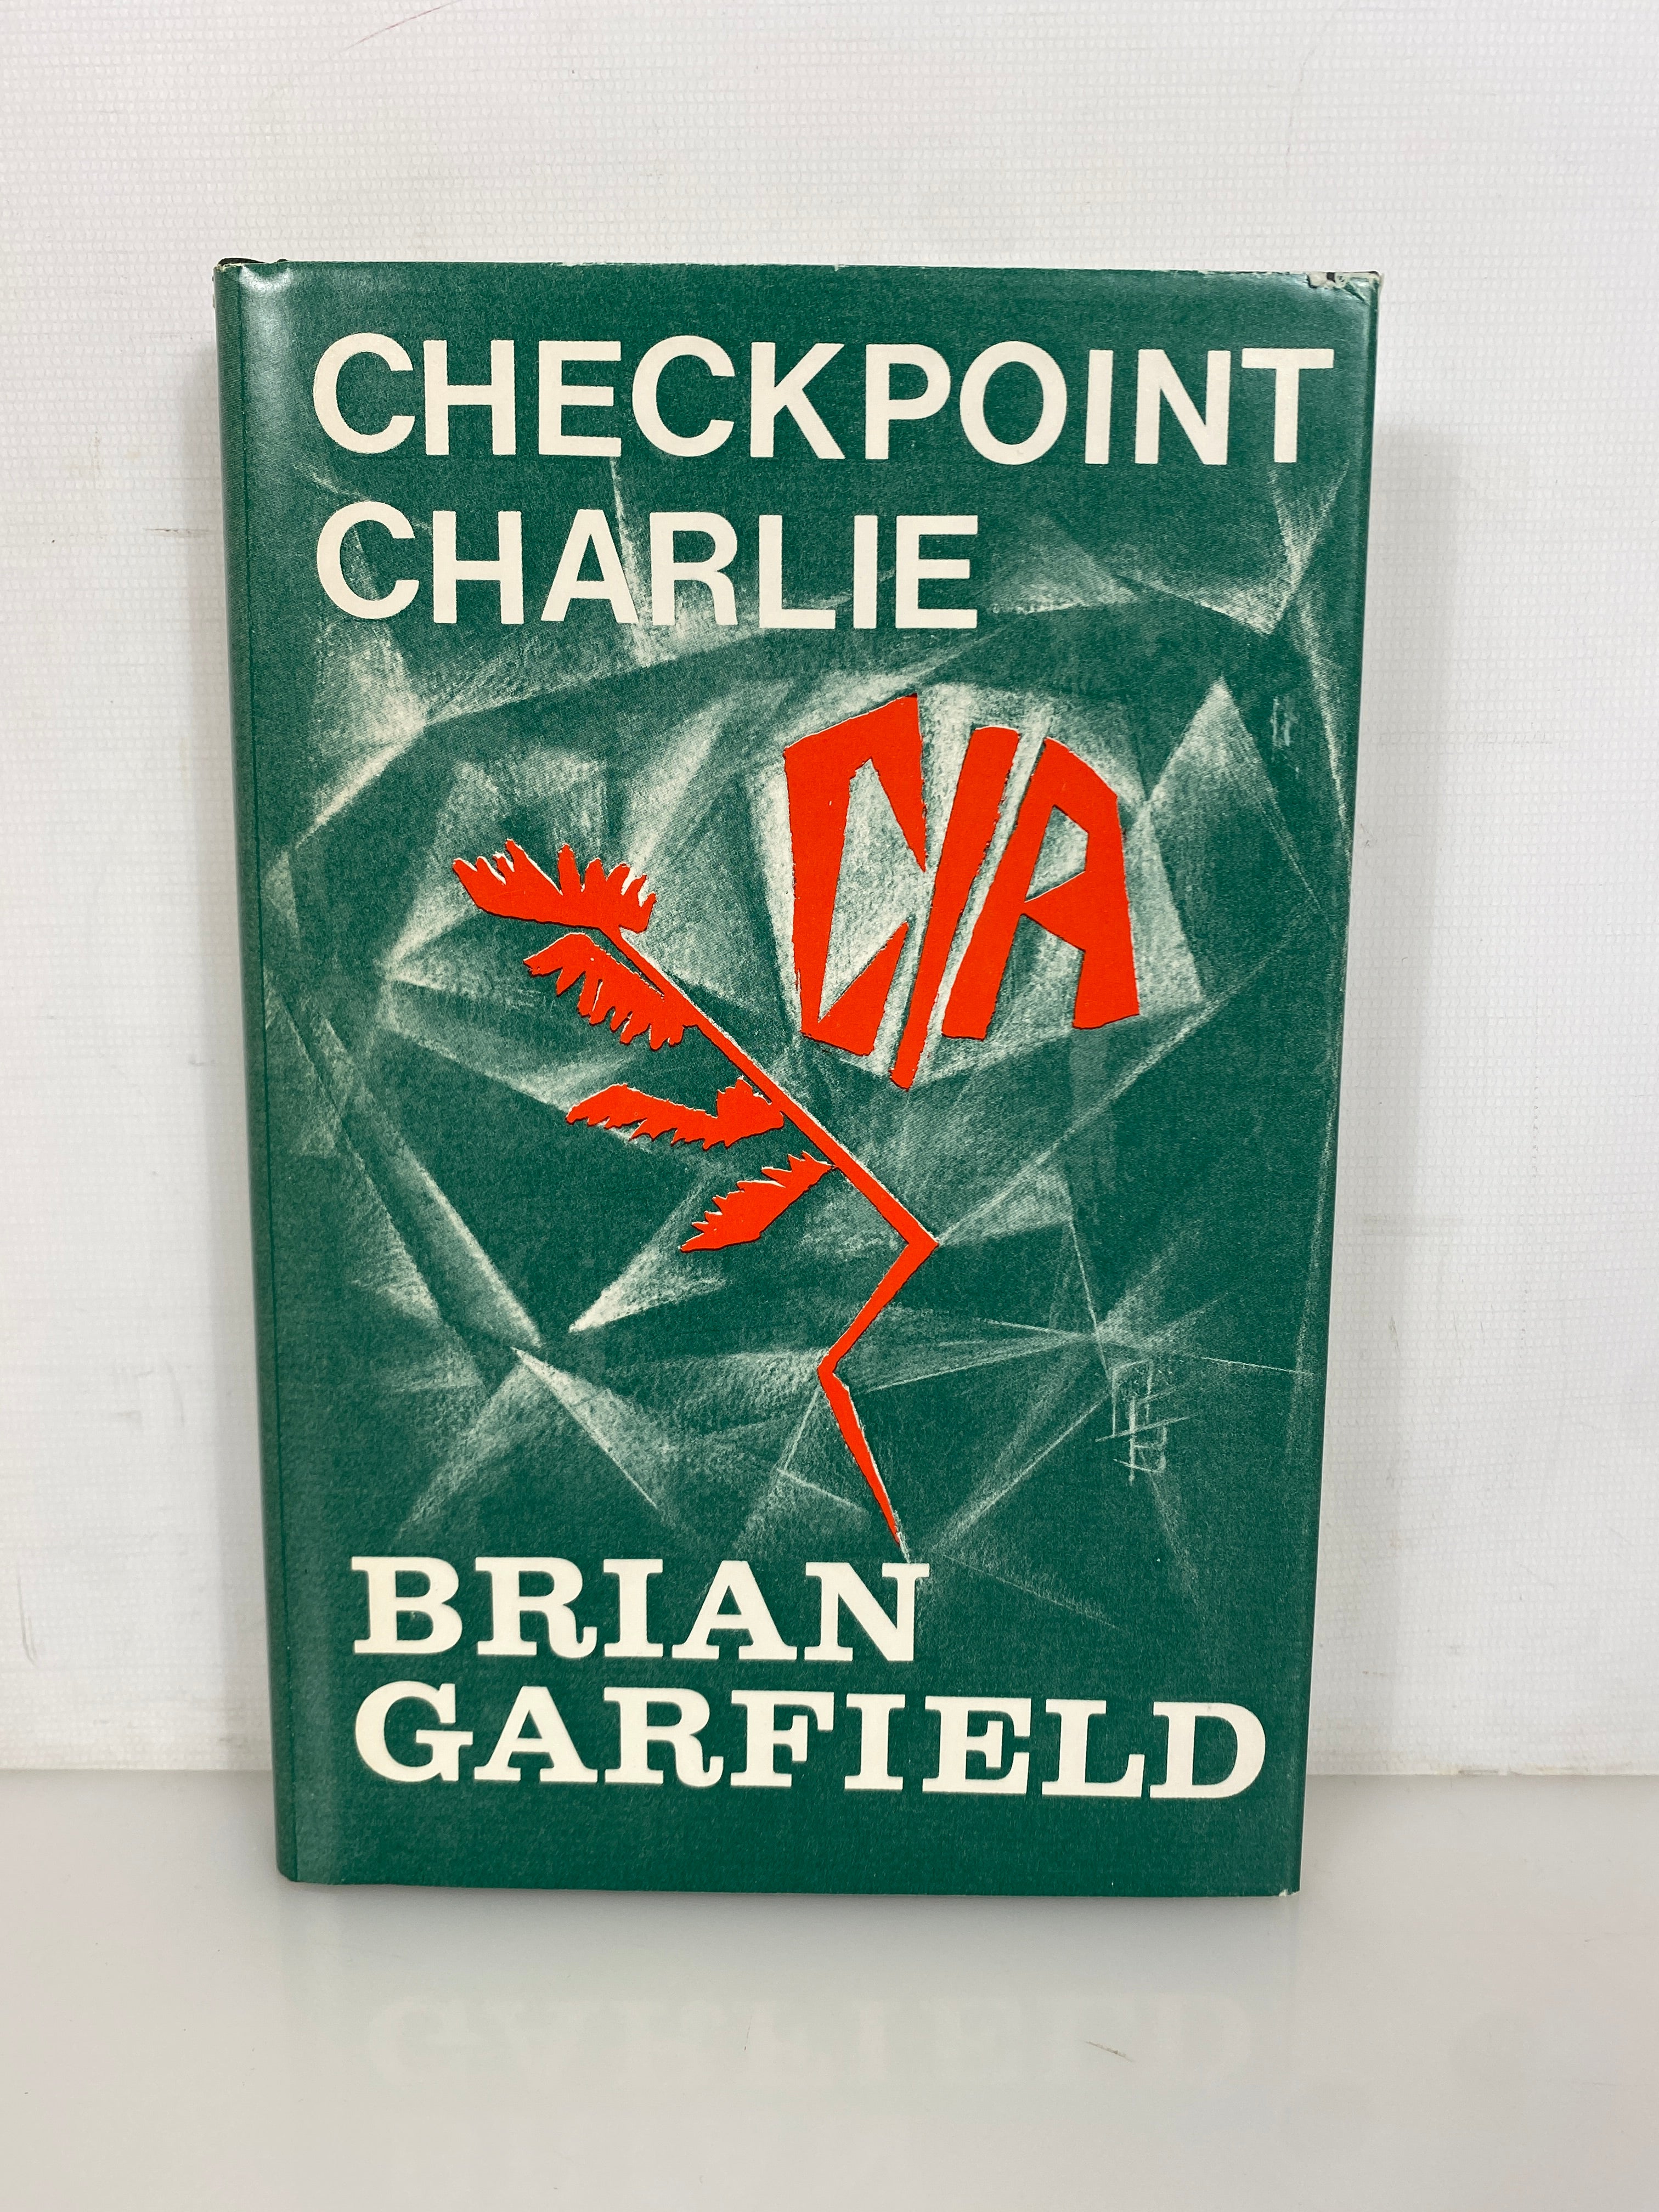 CHECKPOINT
CHARLIE
CIA
BRIAN
GARFIELD